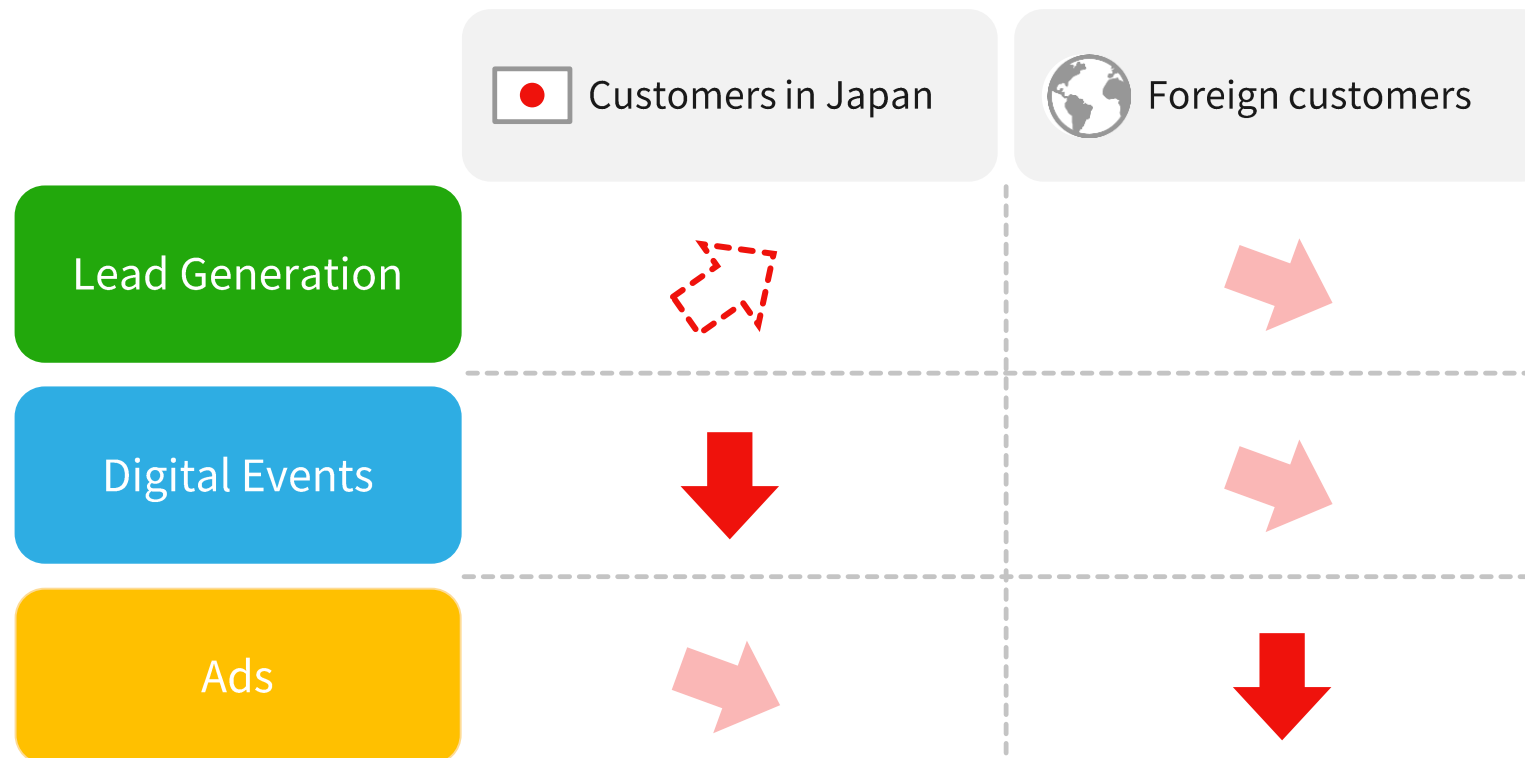 Customers in Japan
Foreign customers
Lead Generation
Digital Events
Ads